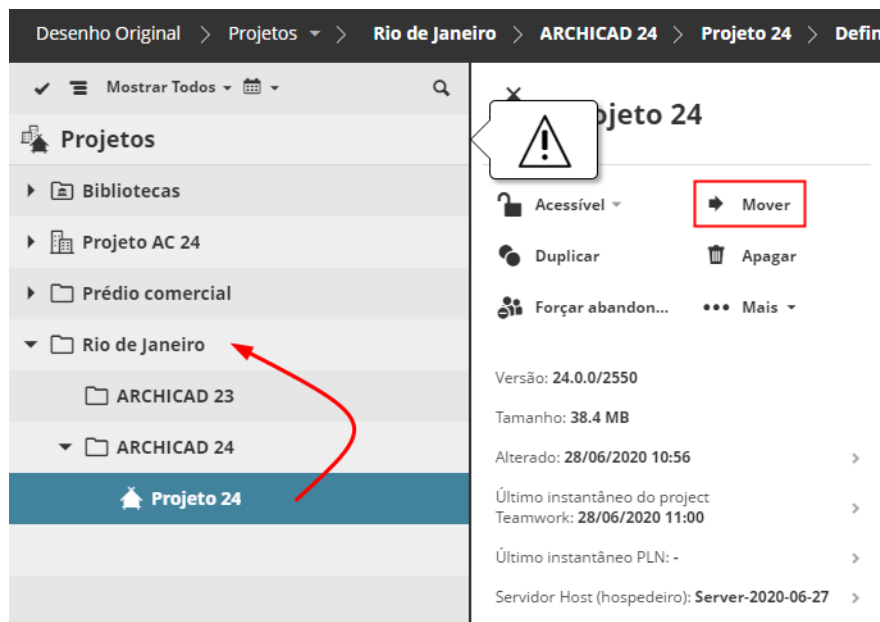 Desenho Original > Projetos > Rio de Janeiro > ARCHICAD 24 > Projeto 24 >
Mostrar Todos
Projetos
Bibliotecas
Projeto AC 24
Prédio comercial
Rio de Janeiro
ARCHICAD 23
ARCHICAD 24
Projeto 24
24
Acessível
Mover
Duplicar
Apagar
Forçar abandon...
Mais
Versão: 24.0.0/2550
Tamanho: 38.4 MB
Alterado: 28/06/2020 10:56
Último instantâneo do project
Teamwork: 28/06/2020 11:00
Último instantâneo PLN: -
Servidor Host (hospedeiro): Server-2020-06-27